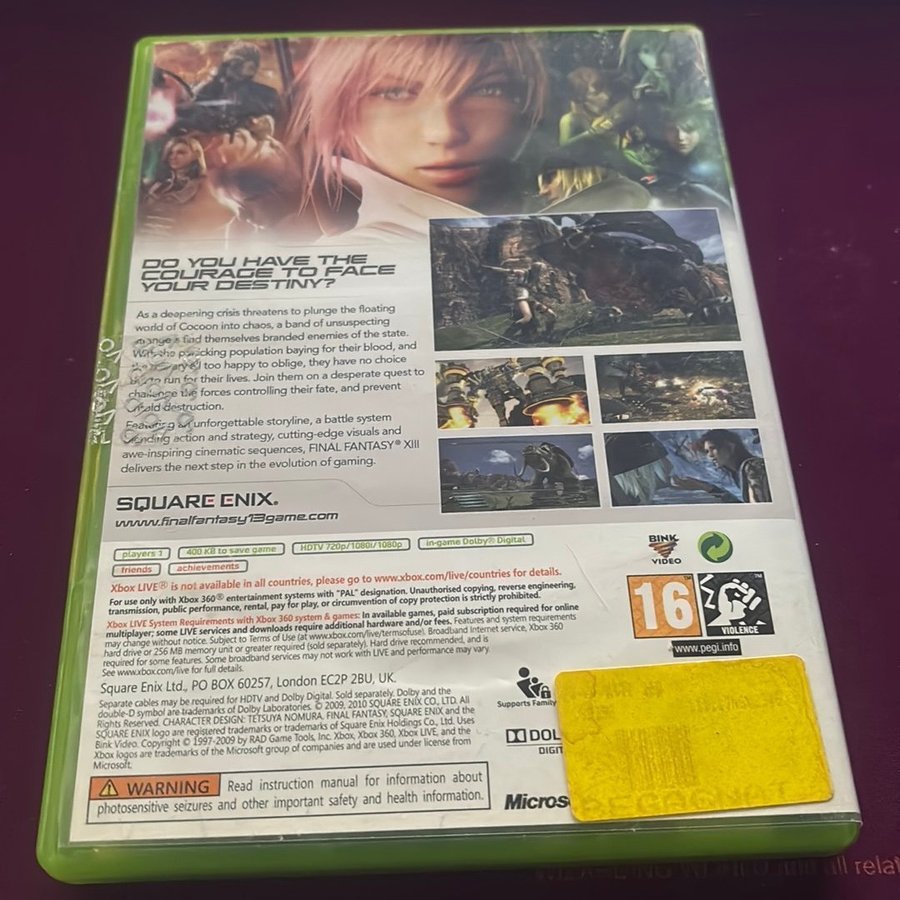 DO YOU HAVE THE
COURAGE TO FACE
YOUR DESTINY?
As a deepening crisis threatens to plunge the floating
world of Cocoon into chaos, a band of unsuspecting
find themselves branded enemies of the state.
population baying for their blood, and
too happy to oblige, they have no choice
to run for their lives. Join them on a desperate quest to
challenge the forces controlling their fate, and prevent
destruction.
Featuring an unforgettable storyline, a battle system
blending action and strategy, cutting-edge visuals and
awe-inspiring cinematic sequences, FINAL FANTASY® XIII
delivers the next step in the evolution of gaming.
SQUARE ENIX.
www.finalfantasy13game.com
players 1
400 KB to save game
HDTV 720p/1080i/1080p
in-game Dolby® Digital
friends
achievements
BINK
VIDEO
Xbox LIVE® is not available in all countries, please go to www.xbox.com/live/countries for details.
For use only with Xbox 360® entertainment systems with "PAL" designation. Unauthorised copying, reverse engineering,
transmission, public performance, rental, pay for play, or circumvention of copy protection is strictly prohibited.
Xbox LIVE System Requirements with Xbox 360 system & games: In available games, paid subscription required for online
multiplayer; some LIVE services and downloads require additional hardware and/or fees. Features and system requirements
may change without notice. Subject to Terms of Use (at www.xbox.com/live/termsofuse). Broadband Internet service, Xbox 360
hard drive or 256 MB memory unit or greater required (sold separately). Hard drive recommended, and is
required for some features. Some broadband services may not work with LIVE and performance may vary.
See www.xbox.com/live for full details.
16
VIOLENCE
www.pegi.info
Square Enix Ltd., PO BOX 60257, London EC2P 2BU, UK.
Separate cables may be required for HDTV and Dolby Digital. Sold separately. Dolby and the
double-D symbol are trademarks of Dolby Laboratories. © 2009, 2010 SQUARE ENIX CO., LTD. All
Rights Reserved. CHARACTER DESIGN: TETSUYA NOMURA. FINAL FANTASY, SQUARE ENIX and the
SQUARE ENIX logo are registered trademarks or trademarks of Square Enix Holdings Co., Ltd. Uses
Bink Video. Copyright © 1997-2009 by RAD Game Tools, Inc. Xbox, Xbox 360, Xbox LIVE, and the
Xbox logos are trademarks of the Microsoft group of companies and are used under license from
Microsoft.
Supports Family
DOL
DIGIT
Micros
WARNING Read instruction manual for information about
photosensitive seizures and other important safety and health information.
all relat